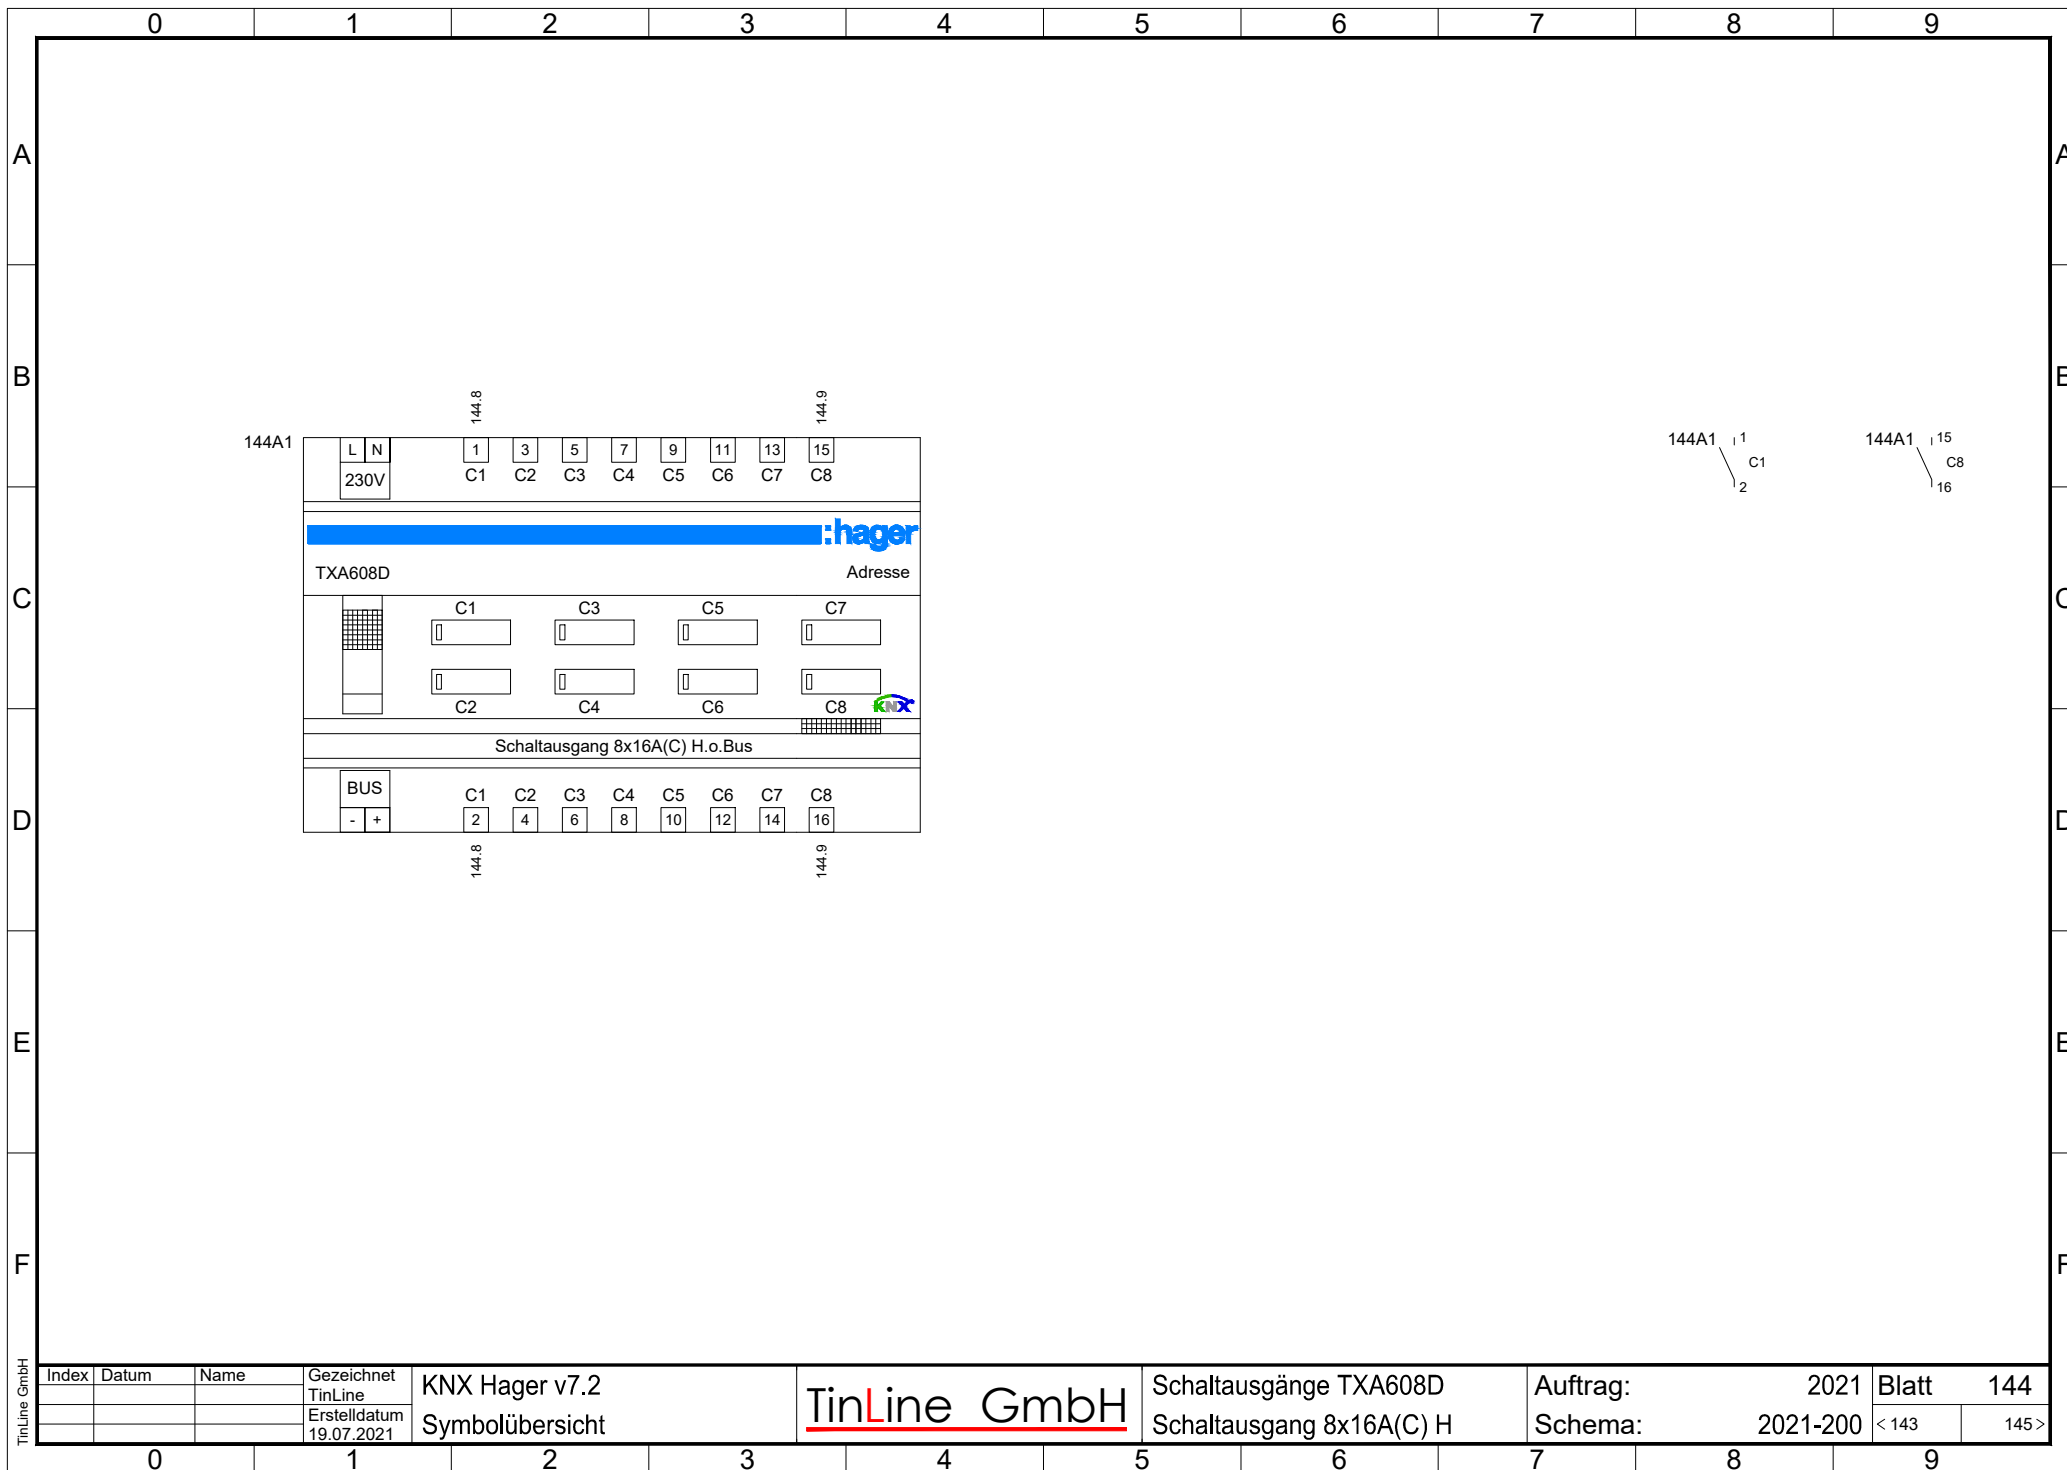 0 1 2 3 4 5 6 7 8 9
A A
B B
144.8 144.9
144A1 L N 1 3 5 7 9 11 13 15
230V C1 C2 C3 C4 C5 C6 C7 C8
144A1 1 C1 2
144A1 15 C8 16
:hager
TXA608D Adresse
C C
C1 C3 C5 C7
C2 C4 C6 C8 KNX
Schaltausgang 8x16A(C) H.o.Bus
BUS C1 C2 C3 C4 C5 C6 C7 C8
D D
- + 2 4 6 8 10 12 14 16
144.8 144.9
E E
F F
TinLine GmbH
Index Datum Name
Gezeichnet
TinLine
Erstelldatum
19.07.2021
KNX Hager v7.2
Symbolübersicht
TinLine GmbH
Schaltausgänge TXA608D
Schaltausgang 8x16A(C) H
Auftrag: 2021
Schema: 2021-200
Blatt 144
< 143 145 >
0 1 2 3 4 5 6 7 8 9